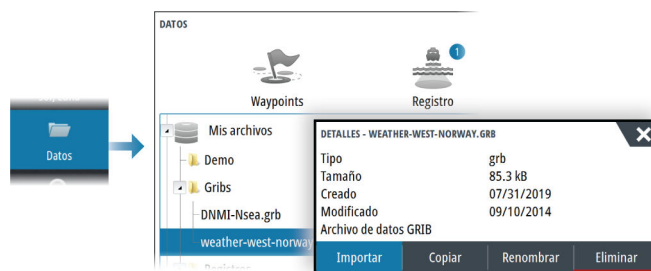 Datos
DATOS
Waypoints
1
Registro
Mis archivos
Demo
Gribs
DNMI-Nsea.grb
weather-west-norway
DETALLES - WEATHER-WEST-NORWAY.GRB
Tipo grb
Tamaño 85.3 kB
Creado 07/31/2019
Modificado 09/10/2014
Archivo de datos GRIB
Importar Copiar Renombrar Eliminar